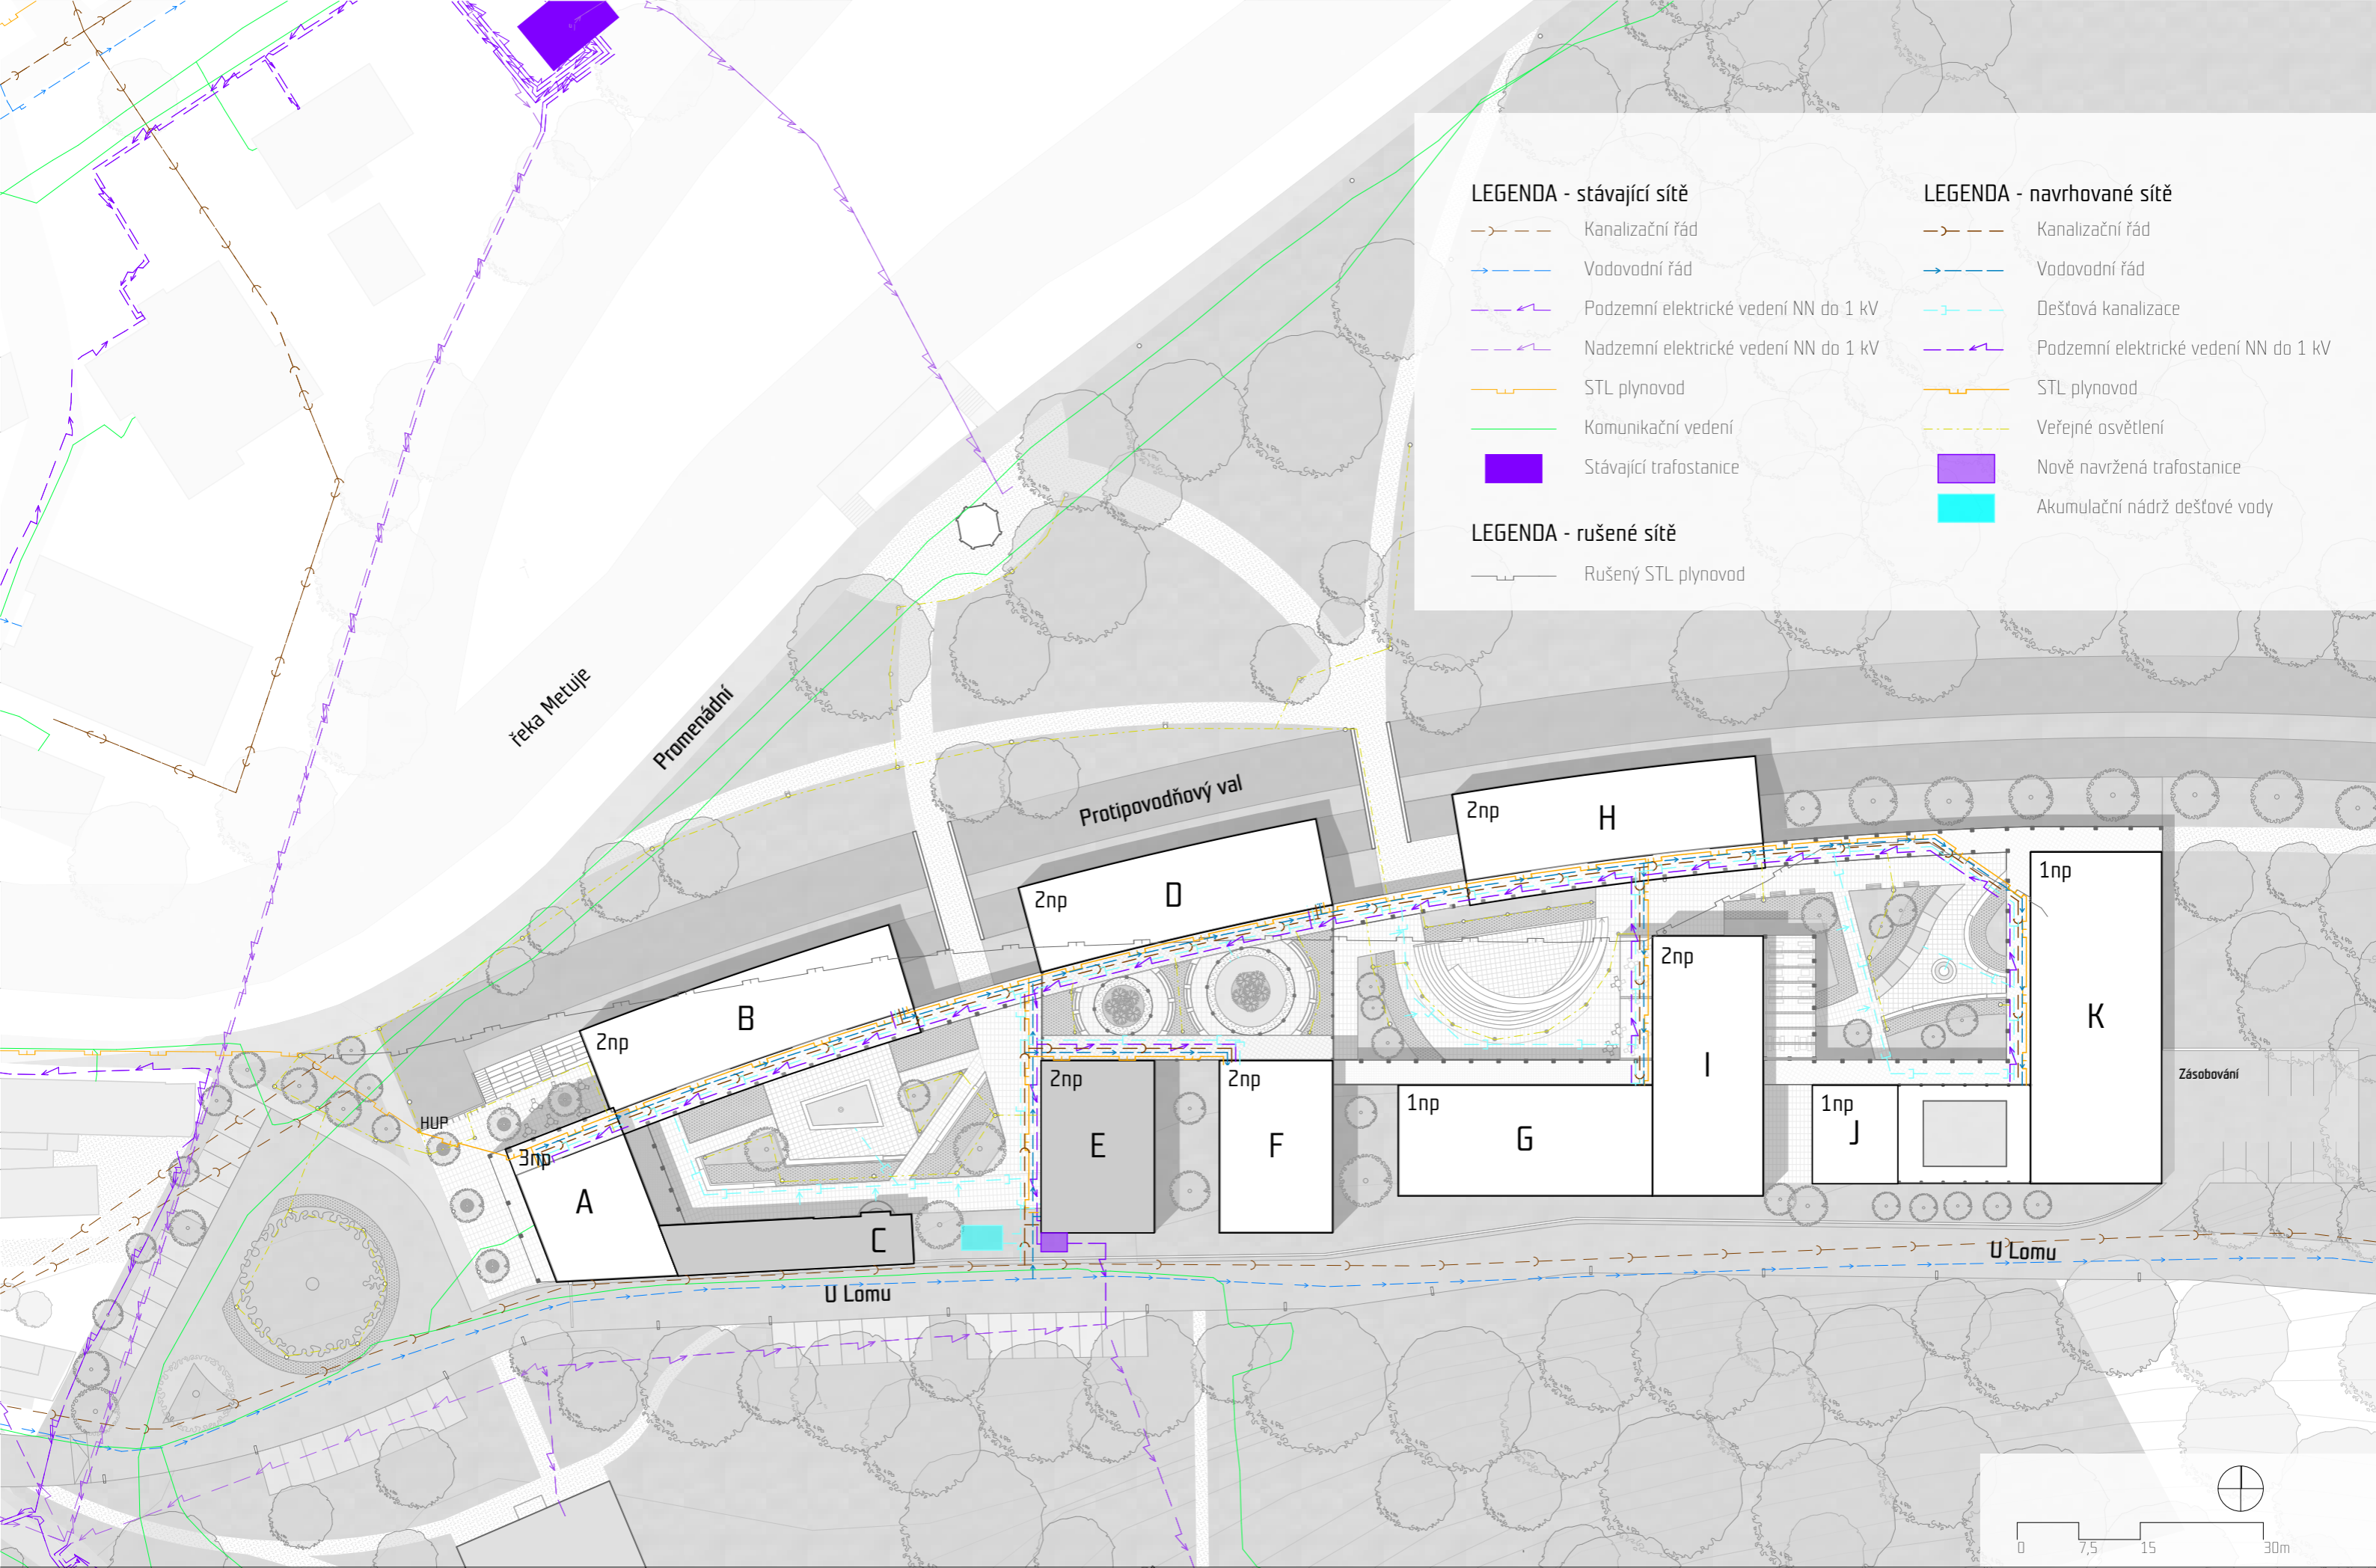 LEGENDA - stávající sítě
Kanalizační řád
Vodovodní řád
Podzemní elektrické vedení NN do 1 kV
Nadzemní elektrické vedení NN do 1 kV
STL plynovod
Komunikační vedení
Stávající trafostanice
LEGENDA - rušené sítě
Rušený STL plynovod
LEGENDA - navrhované sítě
Kanalizační řád
Vodovodní řád
Dešťová kanalizace
Podzemní elektrické vedení NN do 1 kV
STL plynovod
Veřejné osvětlení
Nově navržená trafostanice
Akumulační nádrž dešťové vody
řeka Metuje
Promenádní
Protipovodňový val
2np
H
2np
D
1np
K
2np
B
2np
I
HUP
3np
A
C
2np
E
2np
F
1np
G
1np
J
Zásobování
U Lomu
U Lomu
0
7,5
15
30m